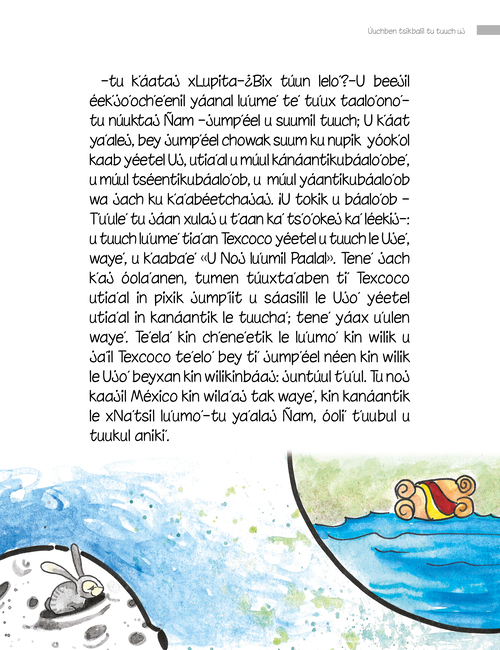 Úuchben tsikbalil tu tuuch uj
-tu k'áataj xLupita-¿Bix túun lelo'?-U beejil
éek'jo'och'e'enil yáanal lu'ume' te' tu'ux taalo'ono'-
tu núuktaj Ñam -jump'éel u suumil tuuch; U k'áat
ya'alej, bey jump'éel chowak suum ku nupik yóok'ol
kaab yéetel Uj, utia'al u múul kánáantikubáalo'obe',
u múul tséentikubáalo'ob, u múul yáantikubáalo'ob
wa jach ku k'a'abéetchajas. ¡U tokik u báalo'ob -
T'u'ule' tu jáan xulaj u t'aan ka' ts'o'okej ka' léekij-:
u tuuch lu'ume' tia'an Texcoco yéetel u tuuch le Uje',
waye', u k'aaba'e' «U Noj lu'umil Paalal». Tene' jach
k'aj óola'anen, tumen túuxta'aben ti' Texcoco
utia'al in p'ixik jump'íit u sáasilil le Ujo' yéetel
utia'al in kanáantik le tuucha'; tene' yáax u'ulen
waye'. Te'ela' kin ch'ene'etik le lu'umo' kin wilik u
ja'il Texcoco te'elo' bey ti' jump'éel néen kin wilik
le Ujo' beyxan kin wilikinbáaj: juntúul t'u'ul. Tu noj
kaajil México kin wila'aj tak waye', kin kanáantik
le xNa'tsil lu'umo'-tu ya'alaj Ñam, óoli' t'uubul u
tuukul aniki'.